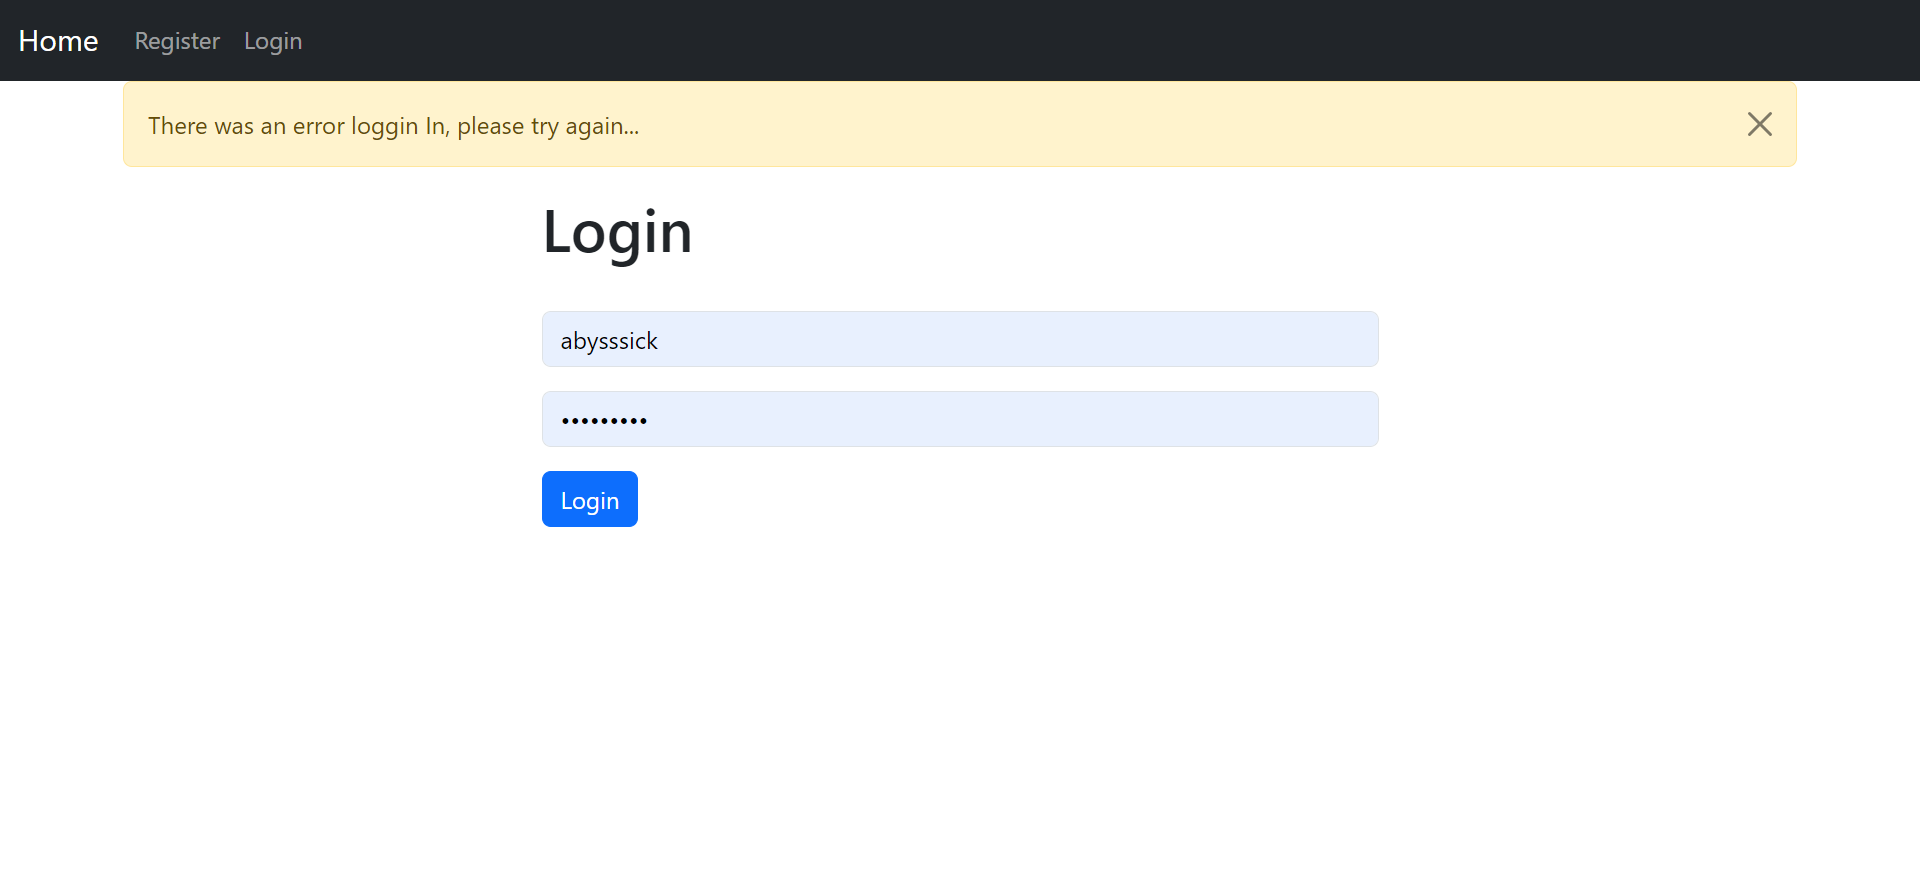 Home Register Login
There was an error loggin In, please try again...
Login
abysssick
•••••••••
Login